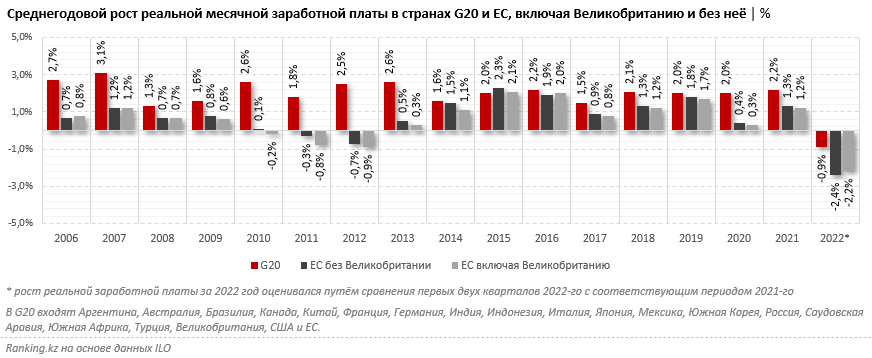 Среднегодовой рост реальной месячной заработной платы в странах G20 и ЕС, включая Великобританию и без неё | %
5,0%
3,0%
1,0%
-1,0%
-3,0%
-5,0%
2,7% 0,7% 0,8%
3,1% 1,2% 1,2%
1,3% 0,7% 0,7%
1,6% 0,8% 0,6%
2,6% 0,1% -0,2%
1,8% -0,3% -0,8%
2,5% -0,7% -0,9%
2,6% 0,5% 0,3%
1,6% 1,5% 1,1%
2,0% 2,3% 2,1%
2,2% 1,9% 2,0%
1,5% 0,9% 0,8%
2,1% 1,3% 1,2%
2,0% 1,8% 1,7%
2,0% 0,4% 0,3%
2,2% 1,3% 1,2%
-0,9% -2,4% -2,2%
2006 2007 2008 2009 2010 2011 2012 2013 2014 2015 2016 2017 2018 2019 2020 2021 2022*
G20 ЕС без Великобритании ЕС включая Великобританию
* рост реальной заработной платы за 2022 год оценивался путём сравнения первых двух кварталов 2022-го с соответствующим периодом 2021-го
В G20 входят Аргентина, Австралия, Бразилия, Канада, Китай, Франция, Германия, Индия, Индонезия, Италия, Япония, Мексика, Южная Корея, Россия, Саудовская
Аравия, Южная Африка, Турция, Великобритания, США и ЕС.
Ranking.kz на основе данных ILO